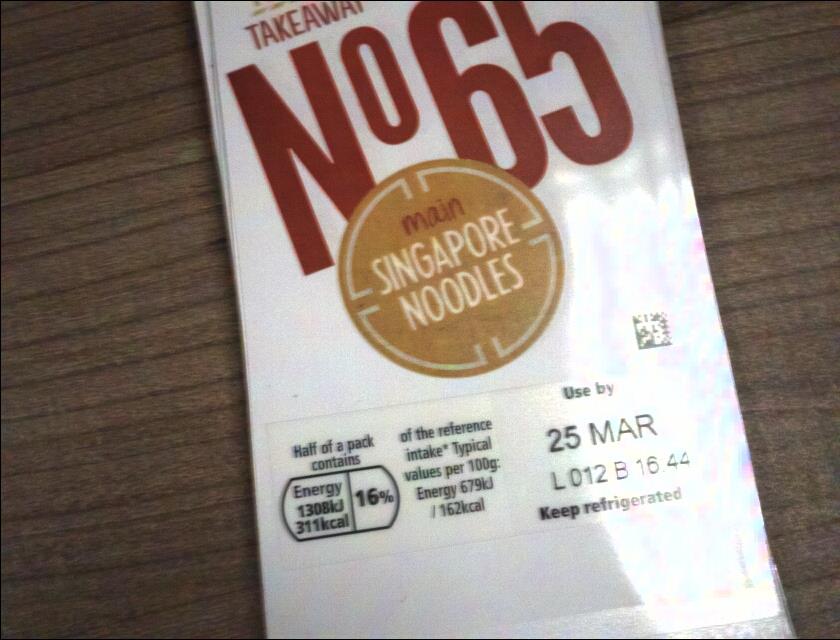 TAKEAWAY
No65
main
SINGAPORE
NOODLES
Use by
25 MAR
L 012 B 16:44
Keep refrigerated
Half of a pack
contains
Energy
1308kJ
311kcal
16%
of the reference
intake* Typical
values per 100g:
Energy 679kJ
/ 162kcal